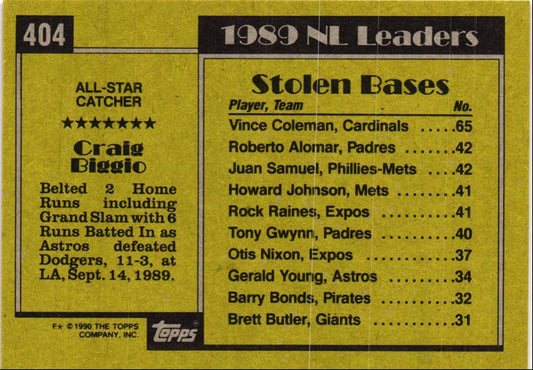 404
ALL-STAR
CATCHER
★★★★★★★
Craig
Biggio
Belted 2 Home
Runs including
Grand Slam with 6
Runs Batted In as
Astros defeated
Dodgers, 11-3, at
LA, Sept. 14, 1989.
F★ © 1990 THE TOPPS
COMPANY, INC.
Topps
1989 NL Leaders
Stolen Bases
Player, Team No.
Vince Coleman, Cardinals .....65
Roberto Alomar, Padres .....42
Juan Samuel, Phillies-Mets ....42
Howard Johnson, Mets .......41
Rock Raines, Expos .........41
Tony Gwynn, Padres ........40
Otis Nixon, Expos ...........37
Gerald Young, Astros ........34
Barry Bonds, Pirates .........32
Brett Butler, Giants ..........31